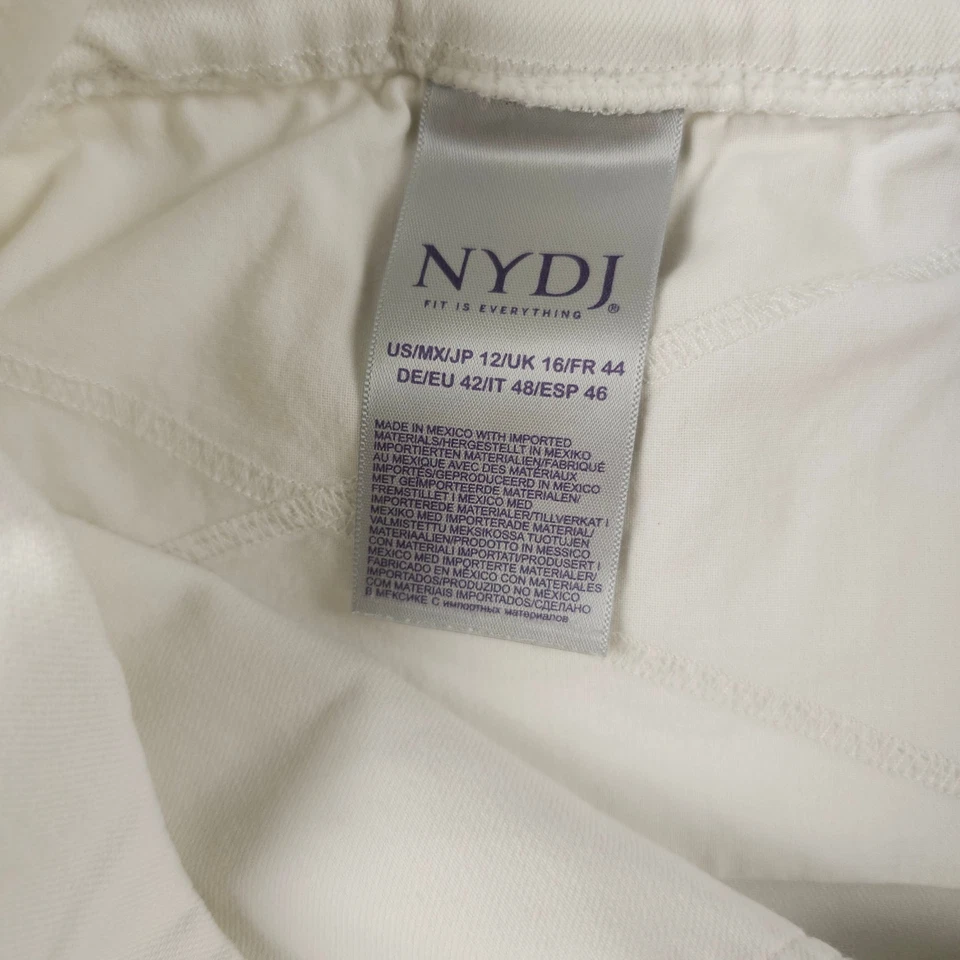 NYDJ®
FIT IS EVERYTHING
US/MX/JP 12/UK 16/FR 44
DE/EU 42/IT 48/ESP 46
MADE IN MEXICO WITH IMPORTED
MATERIALS/HERGESTELLT IN MEXIKO
IMPORTIERTEN MATERIALIEN/FABRIQUÉ
AU MEXIQUE AVEC DES MATÉRIAUX
IMPORTÉS/GEPRODUCEERD IN MEXICO
MET GEÏMPORTEERDE MATERIALEN/
FREMSTILLET I MEXICO MED
IMPORTEREDE MATERIALER/TILLVERKAT I
MEXIKO MED IMPORTERADE MATERIAL/
VALMISTETTU MEKSIKOSSA TUOTUJEN
MATERIAALIEN/PRODOTTO IN MESSICO
CON MATERIALI IMPORTATI/PRODUSERT I
MEXICO MED IMPORTERTE MATERIALER/
FABRICADO EN MÉXICO CON MATERIALES
IMPORTADOS/PRODUZIDO NO MÉXICO
COM MATERIAIS IMPORTADOS/СДЕЛАНО
В МЕКСИКЕ С импортных материалов